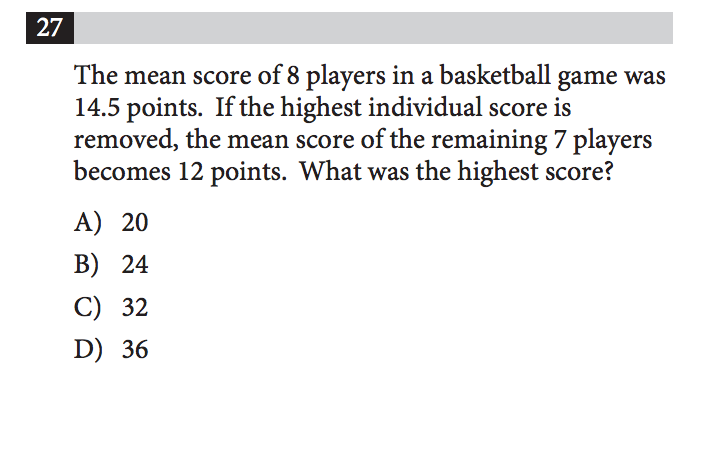 27
The mean score of 8 players in a basketball game was
14.5 points.  If the highest individual score is
removed, the mean score of the remaining 7 players
becomes 12 points.  What was the highest score?
A) 20
B) 24
C) 32
D) 36